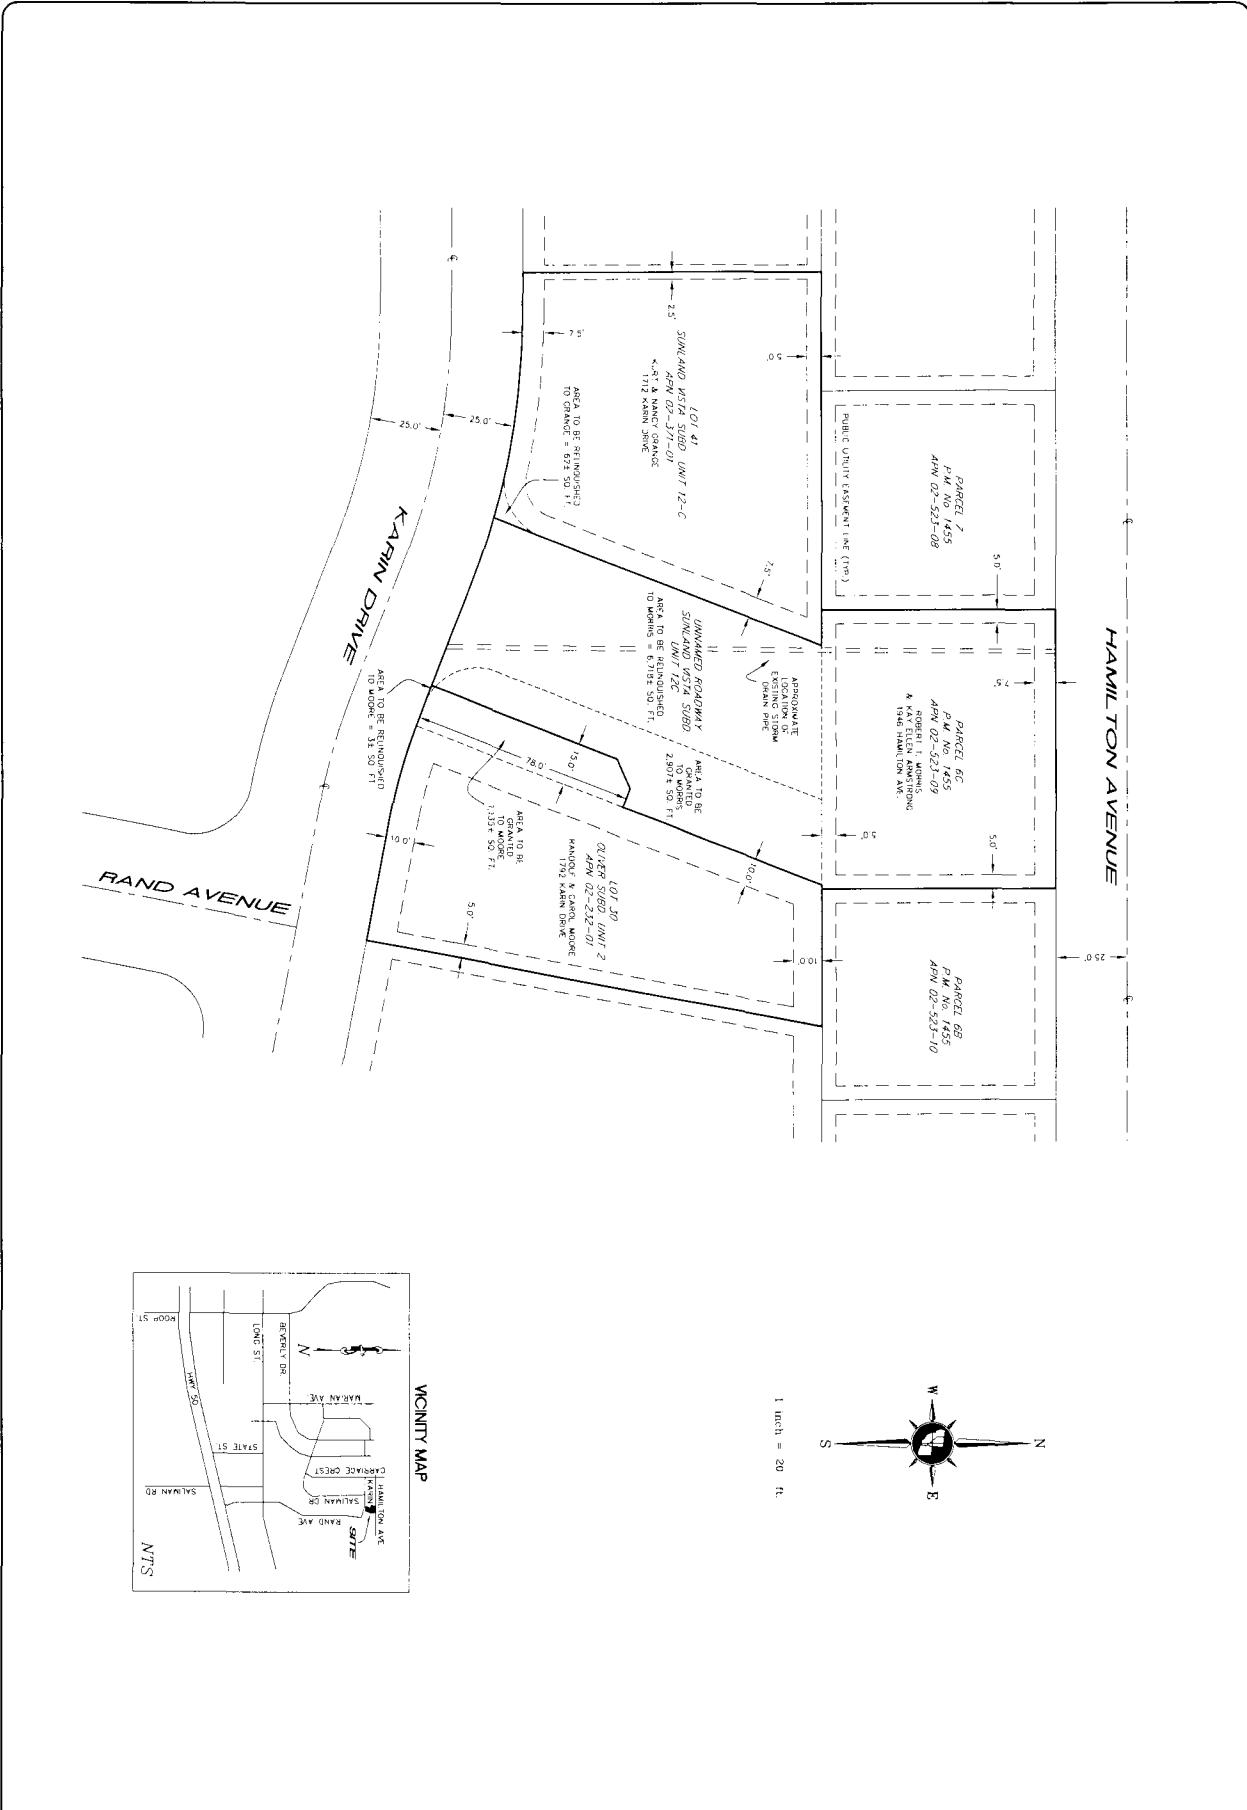 HAMILTON AVENUE
25.0'
PARCEL 7
P.M. No. 1455
APN 02-523-08
PUBLIC UTILITY EASEMENT LINE (TYP.)
5.0'
7.5'
PARCEL 6C
P.M. No. 1455
APN 02-523-09
ROBERT T. MORRIS
& KAY ELLEN ARMSTRONG
1946 HAMILTON AVE.
5.0'
5.0'
PARCEL 6B
P.M. No. 1455
APN 02-523-10
5.0'
2.5'
7.5'
7.5'
LOT 41
SUNLAND VISTA SUBD. UNIT 12-C
APN 02-371-01
KURT & NANCY GRANGE
1712 KARIN DRIVE
AREA TO BE RELINQUISHED
TO GRANGE = 67± SQ. FT.
APPROXIMATE
LOCATION OF
EXISTING STORM
DRAIN PIPE
UNNAMED ROADWAY
SUNLAND VISTA SUBD.
UNIT 12C
AREA TO BE RELINQUISHED
TO MORRIS = 6,718± SQ. FT.
AREA TO BE
GRANTED
TO MORRIS
2,907± SQ. FT.
15.0'
78.0'
10.0'
10.0'
LOT 30
OLIVER SUBD. UNIT 2
APN 02-232-01
RANDOLF & CAROL MOORE
1792 KARIN DRIVE
AREA TO BE
GRANTED
TO MOORE
SQ. FT.
5.0'
10.0'
AREA TO BE RELINQUISHED
TO MOORE = 3± SQ. FT.
25.0'
25.0'
KARIN DRIVE
RAND AVENUE
N
W
E
S
1 inch = 20 ft.
VICINITY MAP
HAMILTON AVE
KARIN
SITE
CARRIAGE CREST
SALIMAN DR
RAND AVE
MARIAN AVE.
N
BEVERLY DR.
LONG ST.
STATE ST.
HWY 50
ROOP ST.
SALIMAN RD
NTS